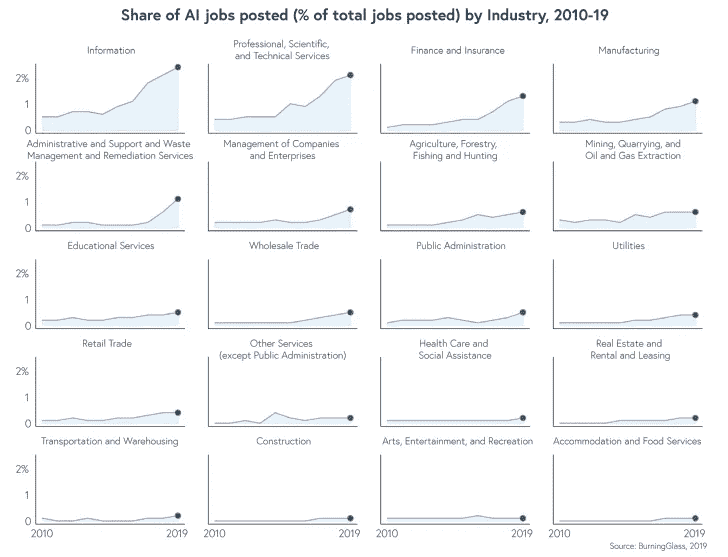 Share of AI jobs posted (% of total jobs posted) by Industry, 2010-19
Information
Professional, Scientific,
and Technical Services
Finance and Insurance
Manufacturing
2%
1
0
Administrative and Support and Waste
Management and Remediation Services
Management of Companies
and Enterprises
Agriculture, Forestry,
Fishing and Hunting
Mining, Quarrying, and
Oil and Gas Extraction
2%
1
0
Educational Services
Wholesale Trade
Public Administration
Utilities
2%
1
0
Retail Trade
Other Services
(except Public Administration)
Health Care and
Social Assistance
Real Estate and
Rental and Leasing
2%
1
0
Transportation and Warehousing
Construction
Arts, Entertainment, and Recreation
Accommodation and Food Services
2%
1
0
2010 2019 2010 2019 2010 2019 2010 2019
Source: BurningGlass, 2019